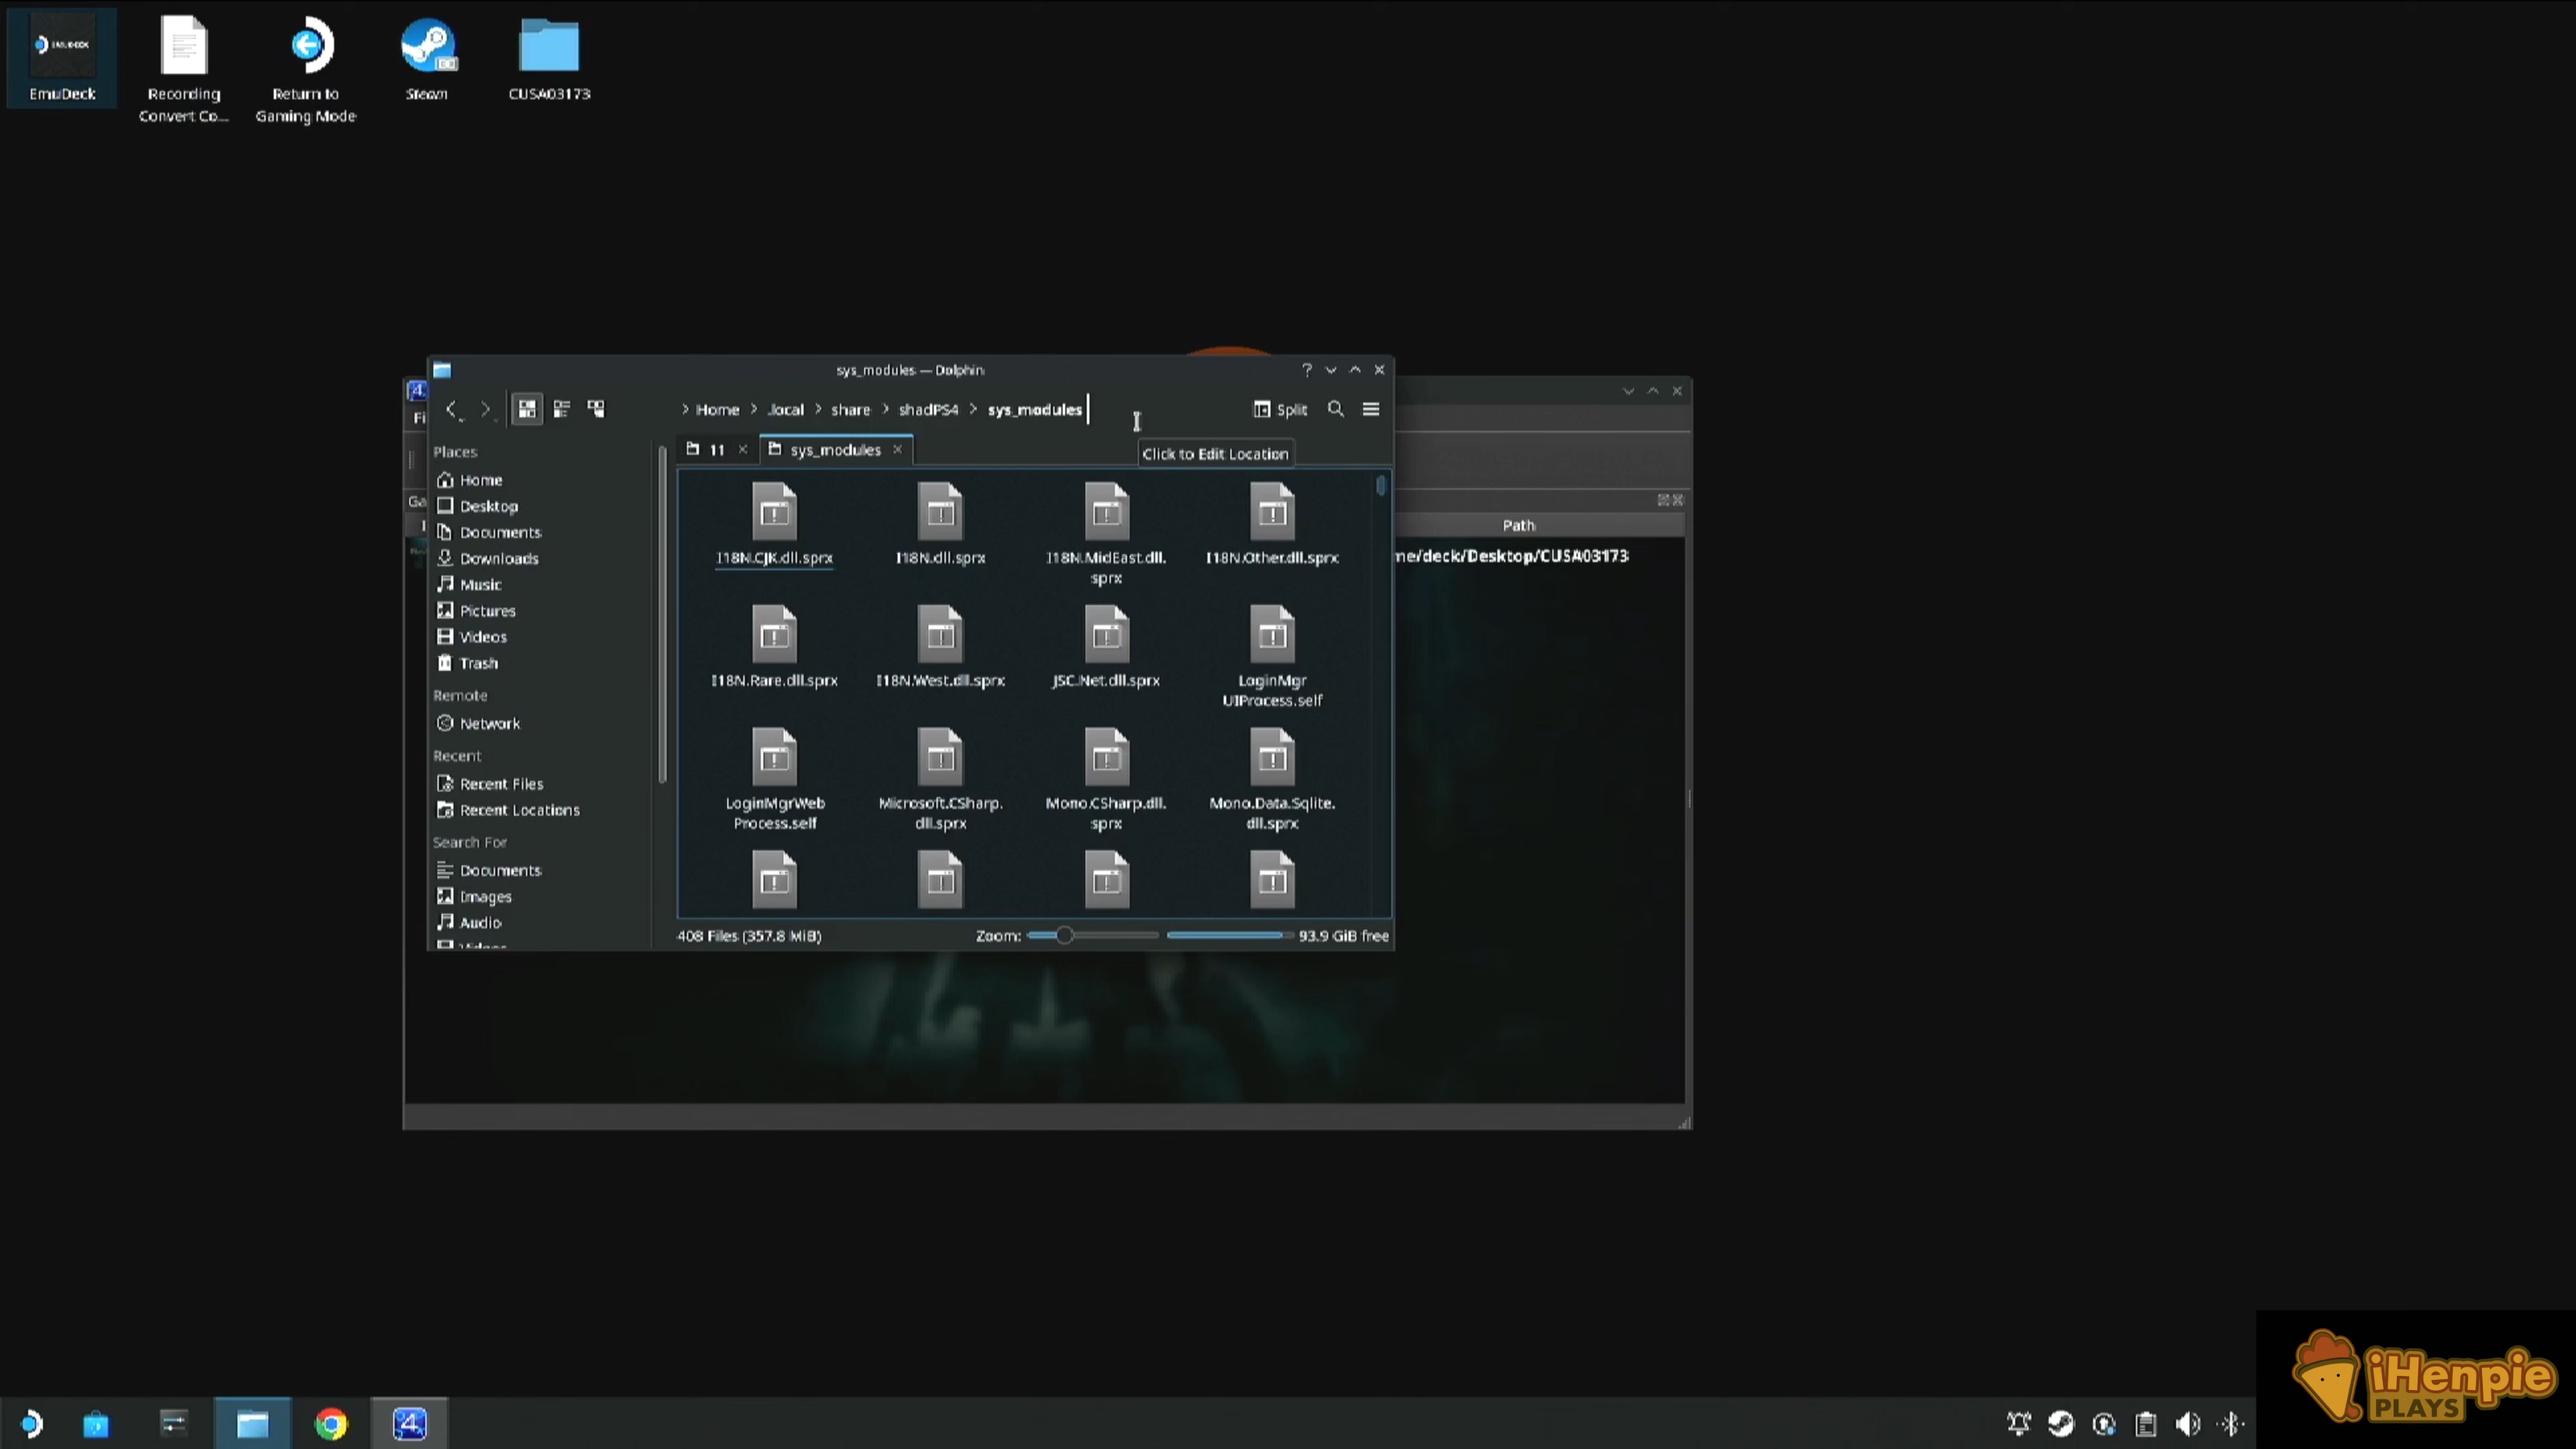 EmuDeck
Recording
Convert Co...
Return to
Gaming Mode
Steam
CUSA03173
sys_modules — Dolphin
Home
.local
share
shadPS4
sys_modules
Split
11
sys_modules
Click to Edit Location
Places
Home
Desktop
Documents
Downloads
Music
Pictures
Videos
Trash
Remote
Network
Recent
Recent Files
Recent Locations
Search For
Documents
Images
Audio
I18N.CJK.dll.sprx
I18N.dll.sprx
I18N.MidEast.dll.
sprx
I18N.Other.dll.sprx
I18N.Rare.dll.sprx
I18N.West.dll.sprx
JSC.Net.dll.sprx
LoginMgr
UIProcess.self
LoginMgrWeb
Process.self
Microsoft.CSharp.
dll.sprx
Mono.CSharp.dll.
sprx
Mono.Data.Sqlite.
dll.sprx
408 Files (357.8 MiB)
Zoom:
93.9 GiB free
Fi
Ga
Path
me/deck/Desktop/CUSA03173
4
iHenpie
PLAYS